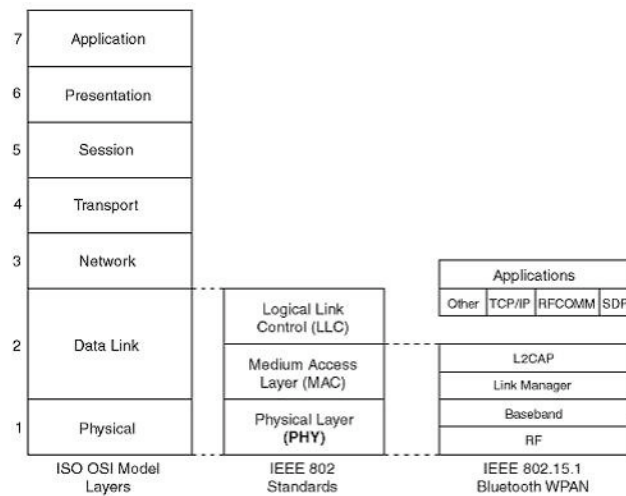 7 Application
6 Presentation
5 Session
4 Transport
3 Network
2 Data Link
1 Physical
ISO OSI Model
Layers
Logical Link
Control (LLC)
Medium Access
Layer (MAC)
Physical Layer
(PHY)
IEEE 802
Standards
Applications
Other TCP/IP RFCOMM SDP
L2CAP
Link Manager
Baseband
RF
IEEE 802.15.1
Bluetooth WPAN